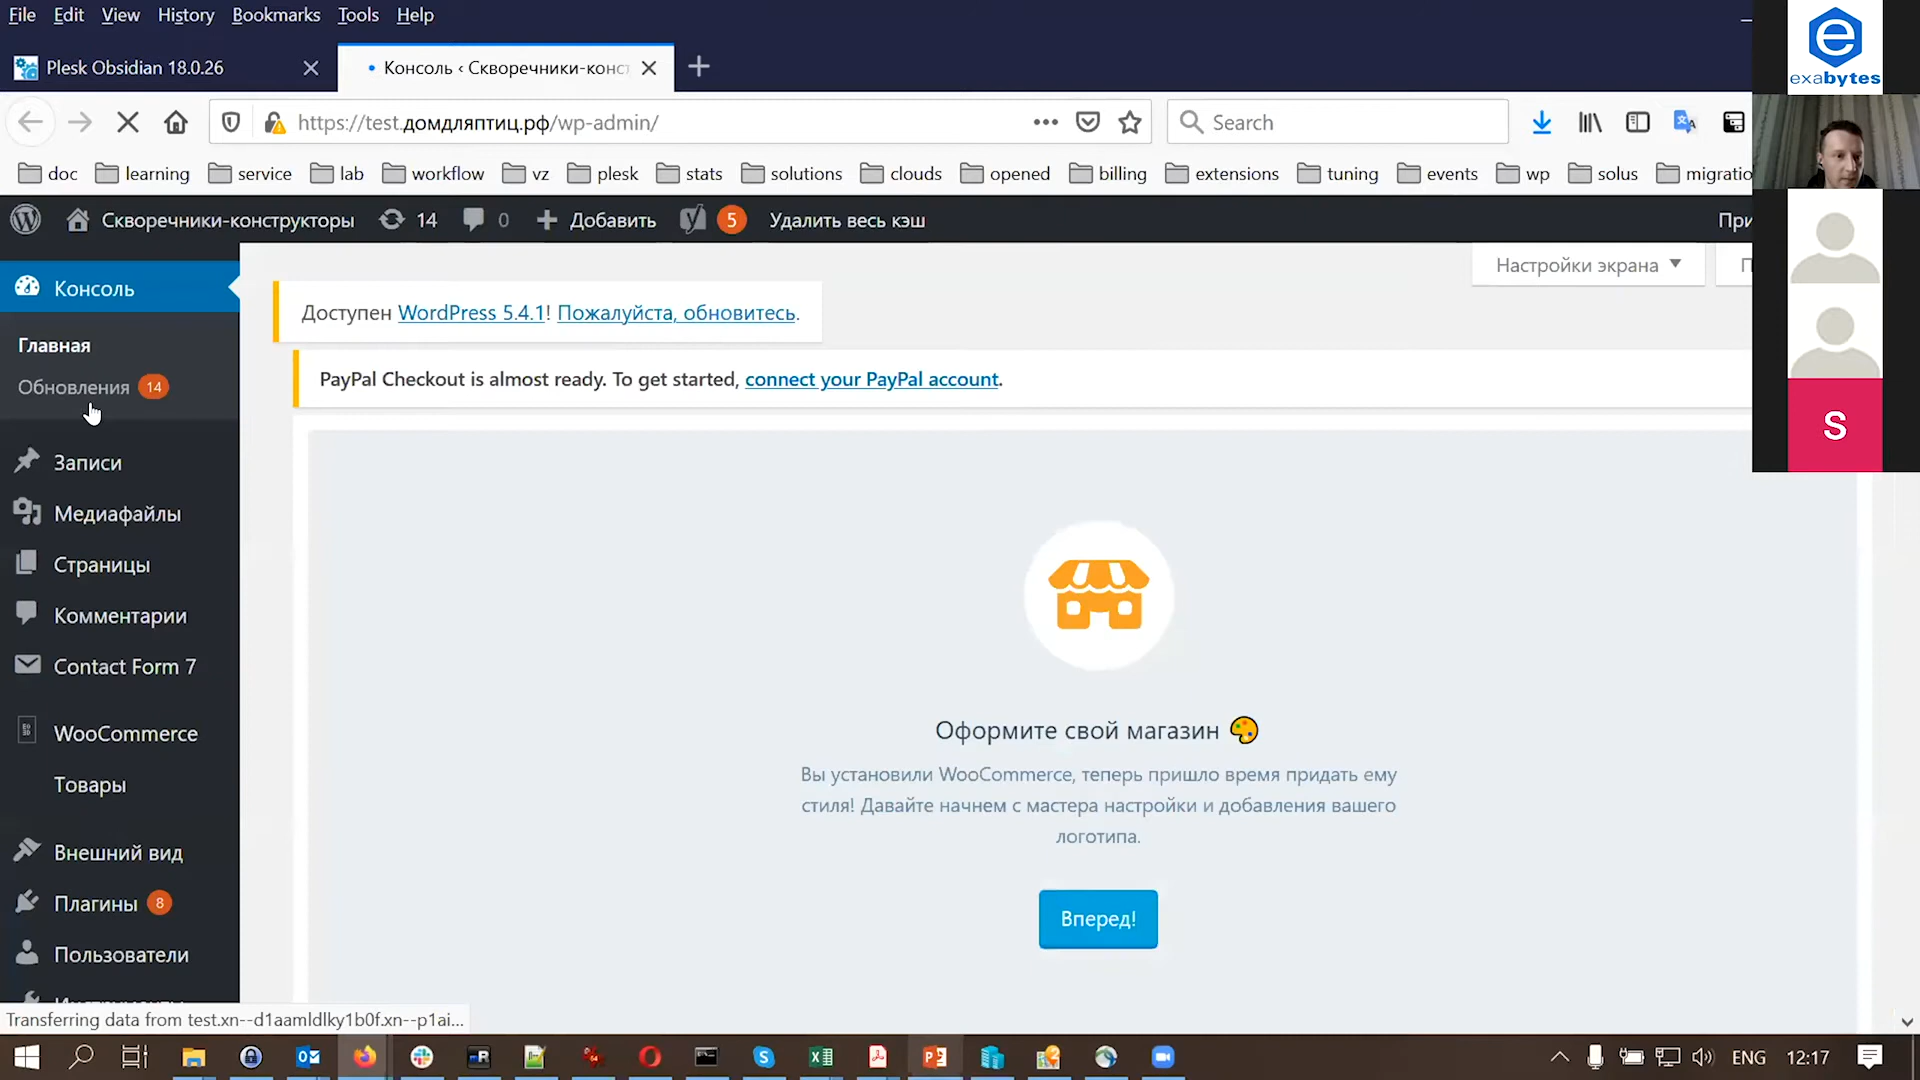 File Edit View History Bookmarks Tools Help
Plesk Obsidian 18.0.26
Консоль ‹ Скворечники-конст
https://test.домдляптиц.рф/wp-admin/
Search
doc learning service lab workflow vz plesk stats solutions clouds opened billing extensions tuning events wp solus migratio
Скворечники-конструкторы 14 0 Добавить 5 Удалить весь кэш При
exabytes
Настройки экрана
П
Консоль
Главная
Обновления 14
Записи
Медиафайлы
Страницы
Комментарии
Contact Form 7
WooCommerce
Товары
Внешний вид
Плагины 8
Пользователи
Доступен WordPress 5.4.1! Пожалуйста, обновитесь.
PayPal Checkout is almost ready. To get started, connect your PayPal account.
Оформите свой магазин
Вы установили WooCommerce, теперь пришло время придать ему
стиля! Давайте начнем с мастера настройки и добавления вашего
логотипа.
Вперед!
S
Transferring data from test.xn--d1aamldlky1b0f.xn--p1ai...
ENG 12:17